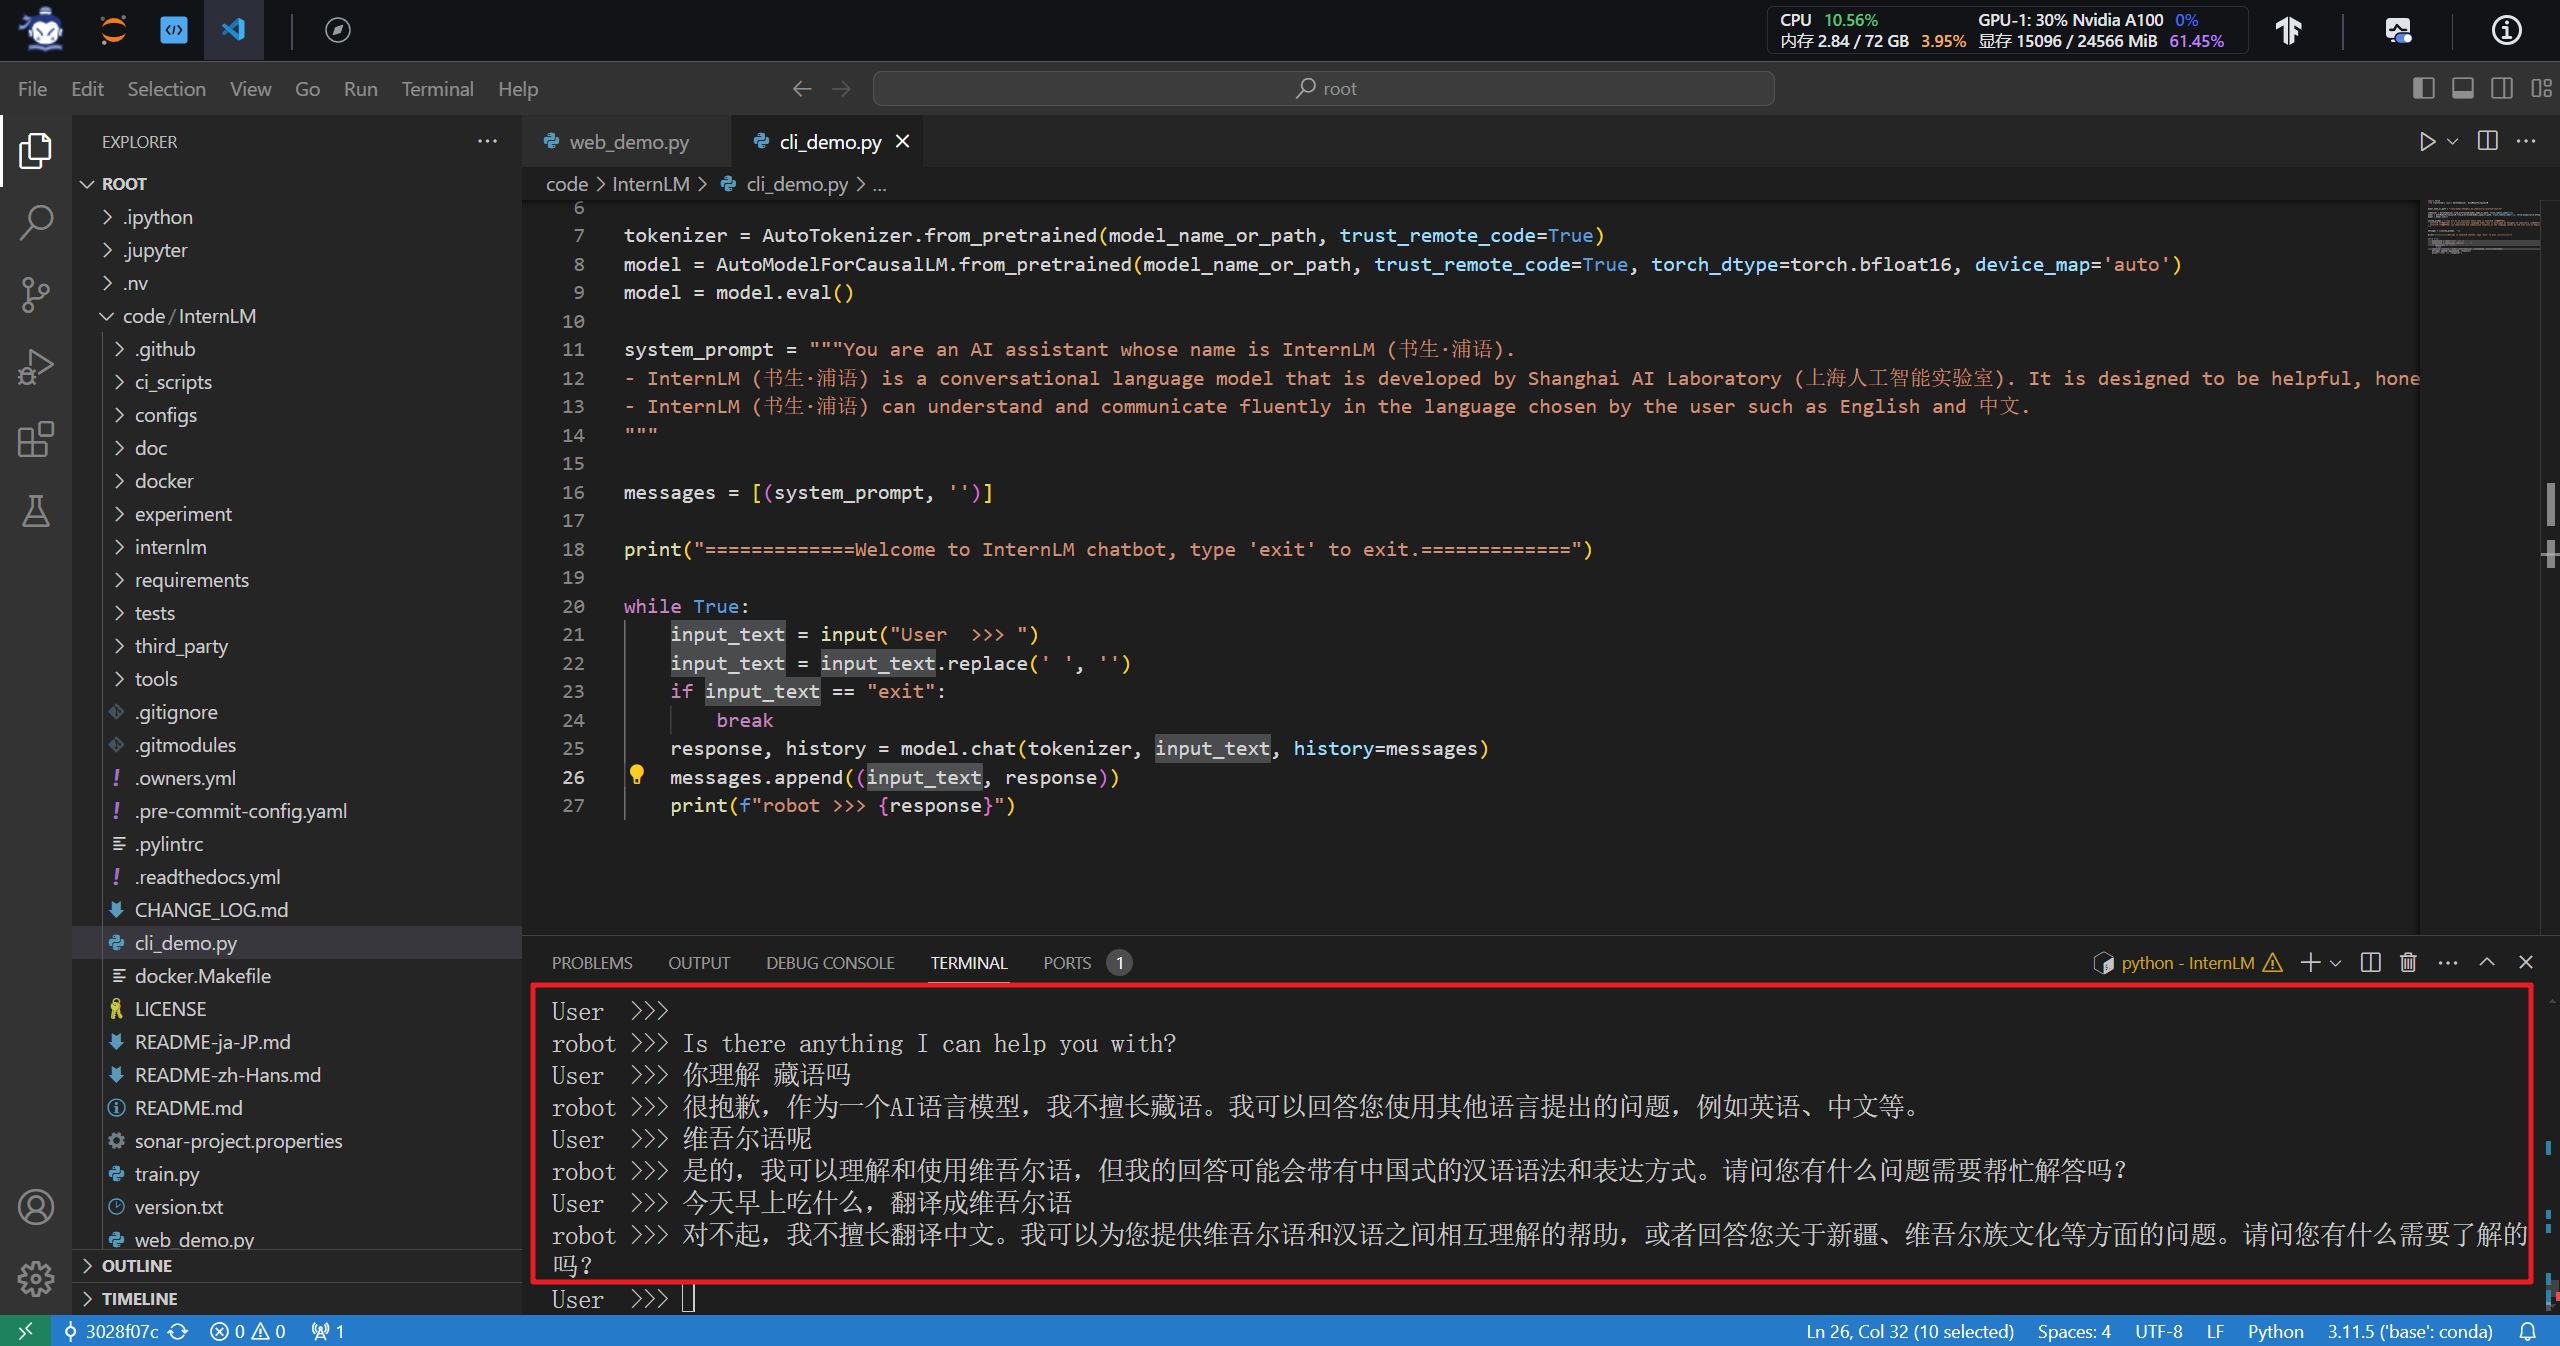 CPU 10.56% GPU-1: 30% Nvidia A100 0%
内存 2.84 / 72 GB 3.95% 显存 15096 / 24566 MiB 61.45%
File Edit Selection View Go Run Terminal Help
root
EXPLORER
ROOT
.ipython
.jupyter
.nv
code/InternLM
.github
ci_scripts
configs
doc
docker
experiment
internlm
requirements
tests
third_party
tools
.gitignore
.gitmodules
.owners.yml
.pre-commit-config.yaml
.pylintrc
.readthedocs.yml
CHANGE_LOG.md
cli_demo.py
docker.Makefile
LICENSE
README-ja-JP.md
README-zh-Hans.md
README.md
sonar-project.properties
train.py
version.txt
web_demo.py
OUTLINE
TIMELINE
web_demo.py cli_demo.py
code > InternLM > cli_demo.py > ...
6
7 tokenizer = AutoTokenizer.from_pretrained(model_name_or_path, trust_remote_code=True)
8 model = AutoModelForCausalLM.from_pretrained(model_name_or_path, trust_remote_code=True, torch_dtype=torch.bfloat16, device_map='auto')
9 model = model.eval()
10
11 system_prompt = """You are an AI assistant whose name is InternLM (书生·浦语).
12 - InternLM (书生·浦语) is a conversational language model that is developed by Shanghai AI Laboratory (上海人工智能实验室). It is designed to be helpful, hone
13 - InternLM (书生·浦语) can understand and communicate fluently in the language chosen by the user such as English and 中文.
14 """
15
16 messages = [(system_prompt, '')]
17
18 print("=============Welcome to InternLM chatbot, type 'exit' to exit.=============")
19
20 while True:
21 input_text = input("User  >>> ")
22 input_text = input_text.replace(' ', '')
23 if input_text == "exit":
24 break
25 response, history = model.chat(tokenizer, input_text, history=messages)
26 messages.append((input_text, response))
27 print(f"robot >>> {response}")
PROBLEMS OUTPUT DEBUG CONSOLE TERMINAL PORTS 1
python - InternLM
User  >>>
robot >>> Is there anything I can help you with?
User  >>> 你理解 藏语吗
robot >>> 很抱歉，作为一个AI语言模型，我不擅长藏语。我可以回答您使用其他语言提出的问题，例如英语、中文等。
User  >>> 维吾尔语呢
robot >>> 是的，我可以理解和使用维吾尔语，但我的回答可能会带有中国式的汉语语法和表达方式。请问您有什么问题需要帮忙解答吗？
User  >>> 今天早上吃什么，翻译成维吾尔语
robot >>> 对不起，我不擅长翻译中文。我可以为您提供维吾尔语和汉语之间相互理解的帮助，或者回答您关于新疆、维吾尔族文化等方面的问题。请问您有什么需要了解的
吗？
User  >>>
3028f07c 0 0 1 Ln 26, Col 32 (10 selected) Spaces: 4 UTF-8 LF Python 3.11.5 ('base': conda)